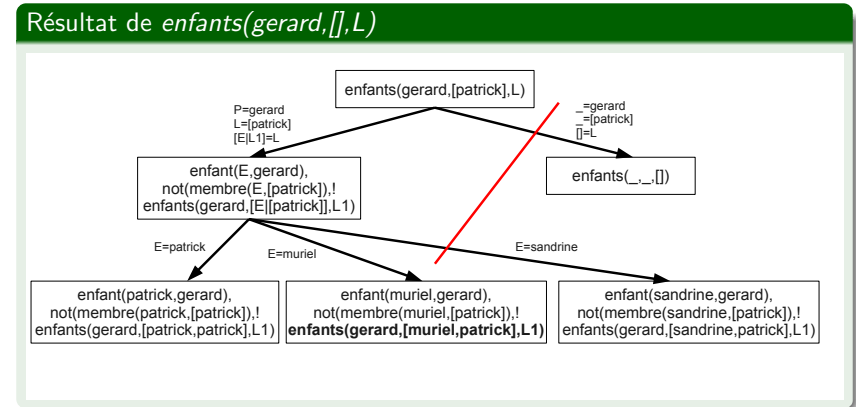 Résultat de enfants(gerard,[],L)
enfants(gerard,[patrick],L)
P=gerard
L=[patrick]
[E|L1]=L
_=gerard
_=[patrick]
[]=L
enfant(E,gerard),
not(membre(E,[patrick]),!
enfants(gerard,[E|[patrick]],L1)
enfants(_,_,[])
E=patrick
E=muriel
E=sandrine
enfant(patrick,gerard),
not(membre(patrick,[patrick]),!
enfants(gerard,[patrick,patrick],L1)
enfant(muriel,gerard),
not(membre(muriel,[patrick]),!
enfants(gerard,[muriel,patrick],L1)
enfant(sandrine,gerard),
not(membre(sandrine,[patrick]),!
enfants(gerard,[sandrine,patrick],L1)